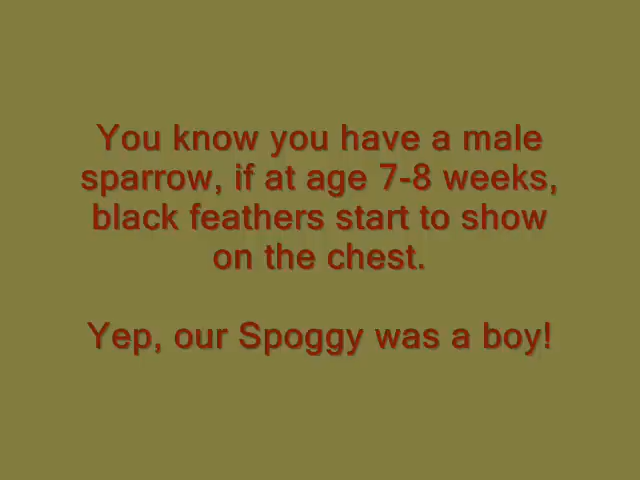 You know you have a male
sparrow, if at age 7-8 weeks,
black feathers start to show
on the chest.
Yep, our Spoggy was a boy!